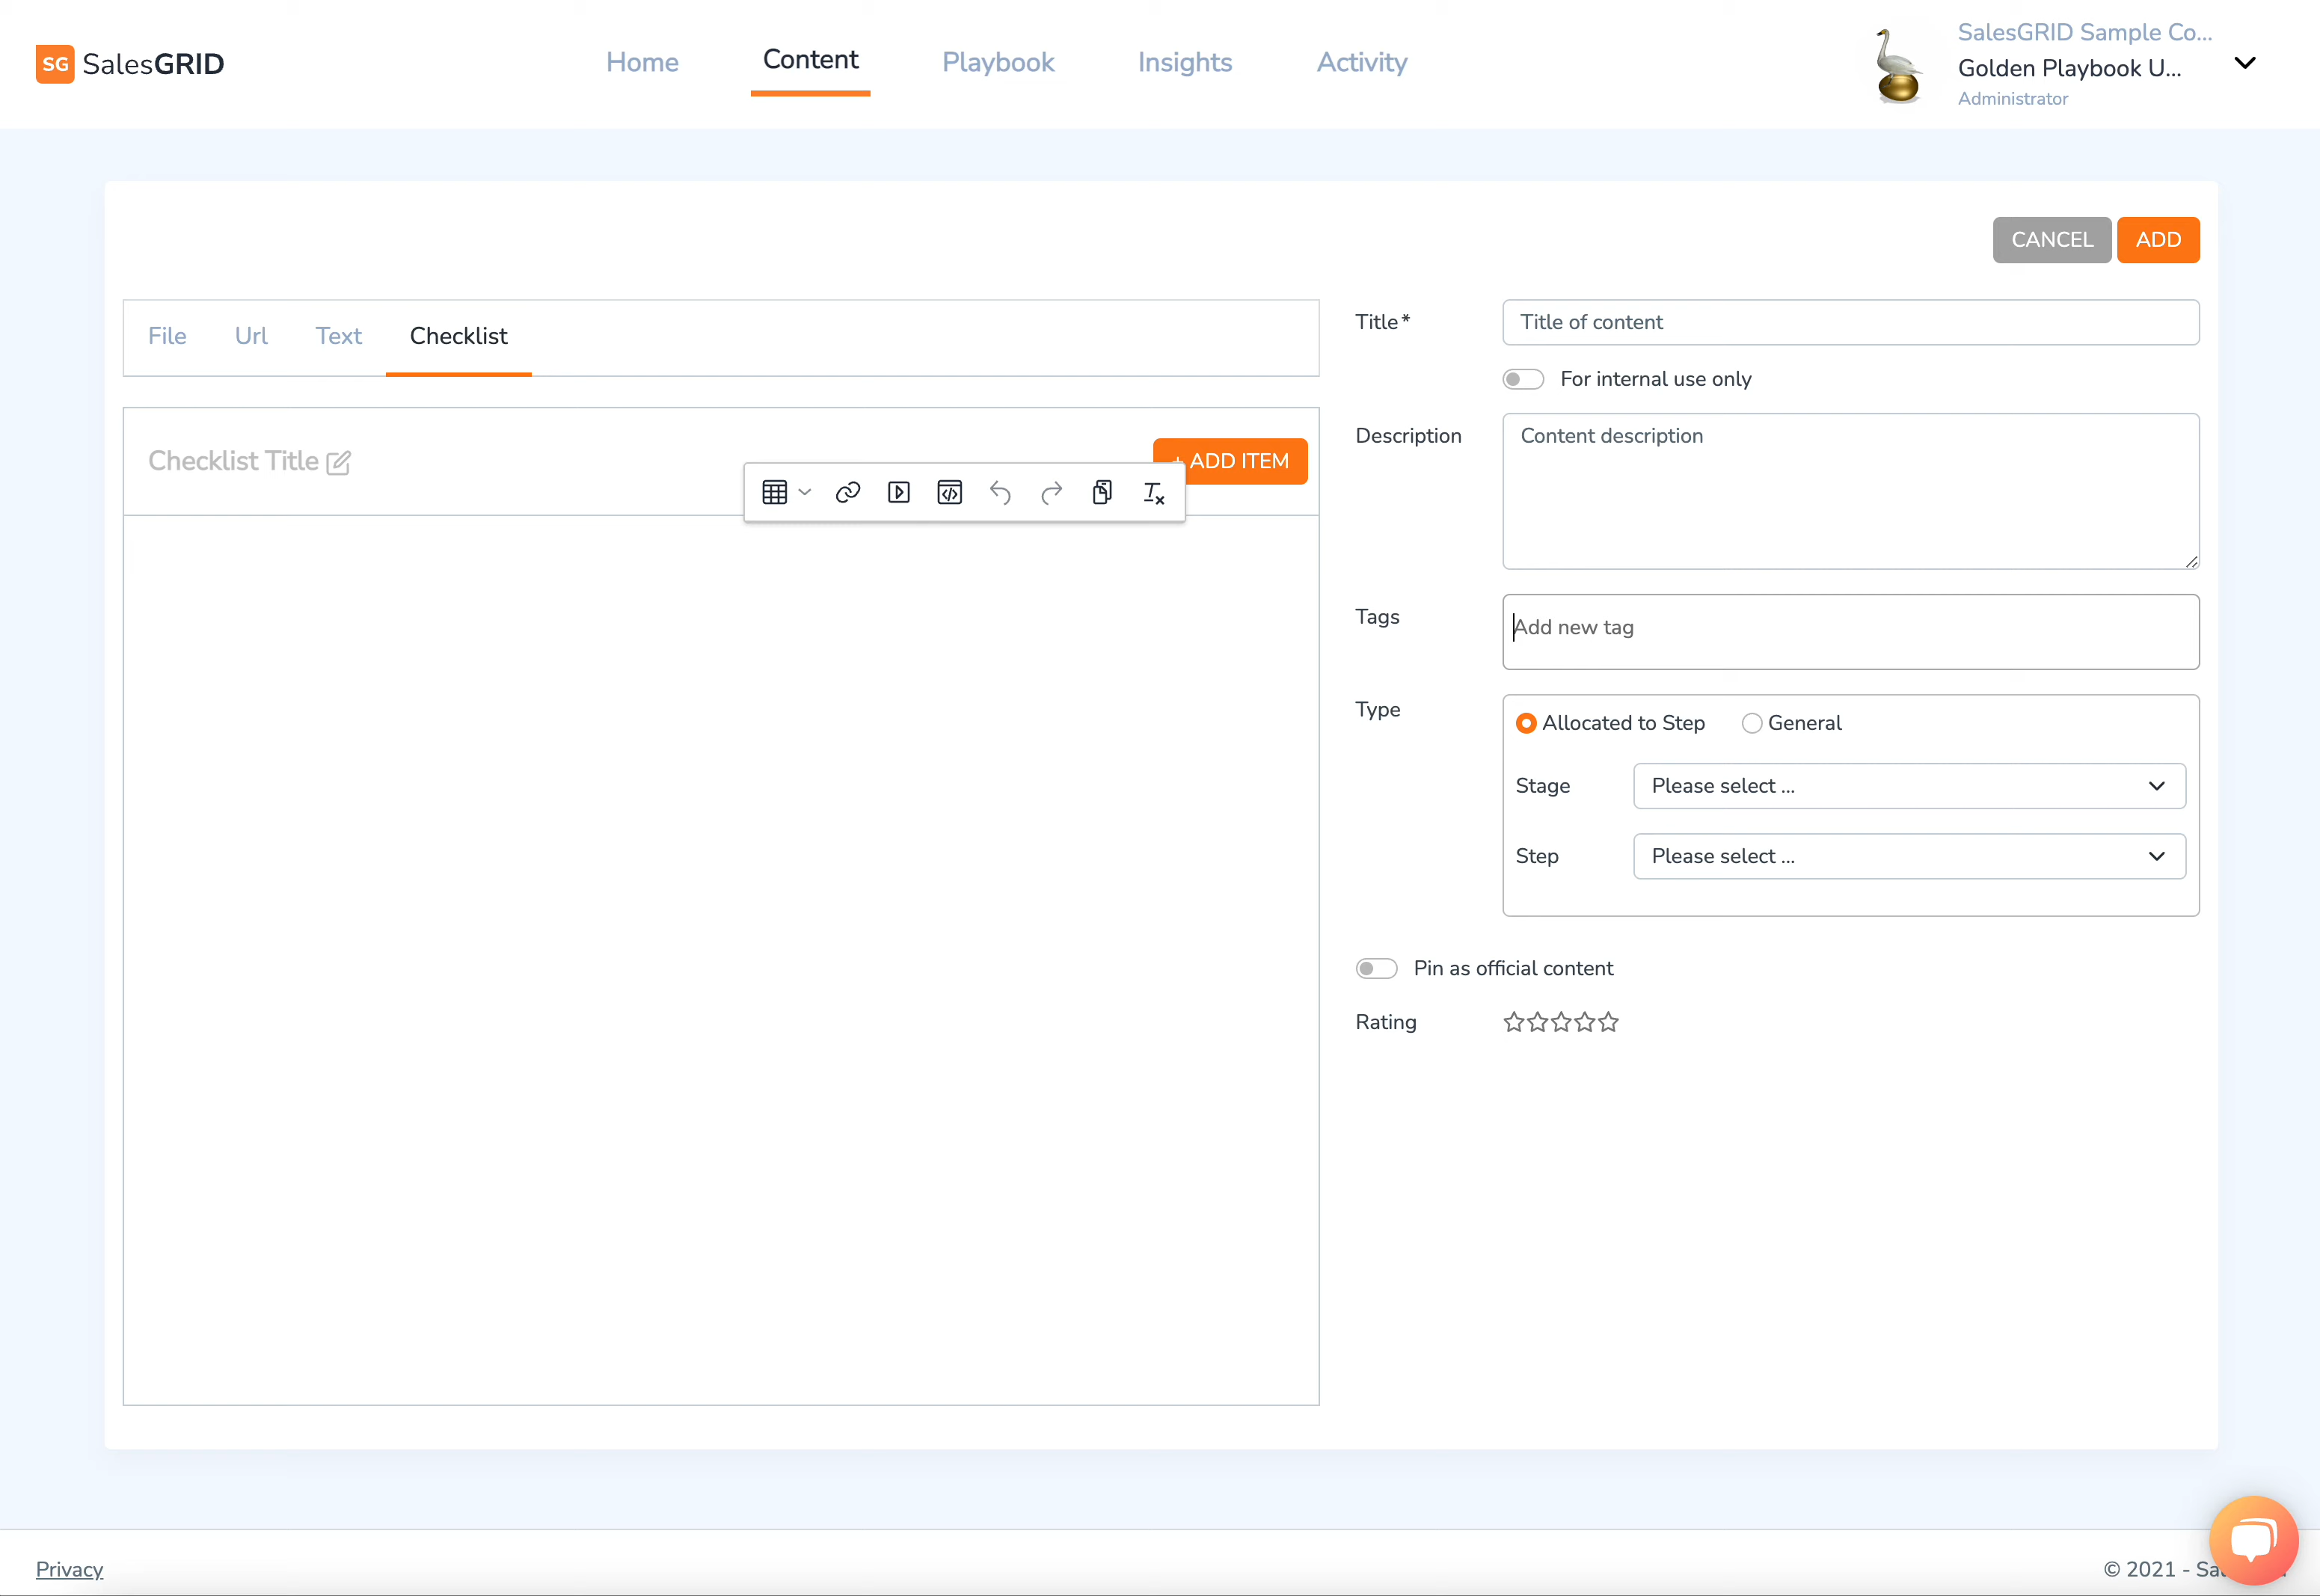 SG SalesGRID
Home
Content
Playbook
Insights
Activity
SalesGRID Sample Co...
Golden Playbook U...
Administrator
CANCEL
ADD
File
Url
Text
Checklist
Checklist Title
+ ADD ITEM
Title*
Title of content
For internal use only
Description
Content description
Tags
Add new tag
Type
Allocated to Step
General
Stage
Please select ...
Step
Please select ...
Pin as official content
Rating
Privacy
© 2021 -